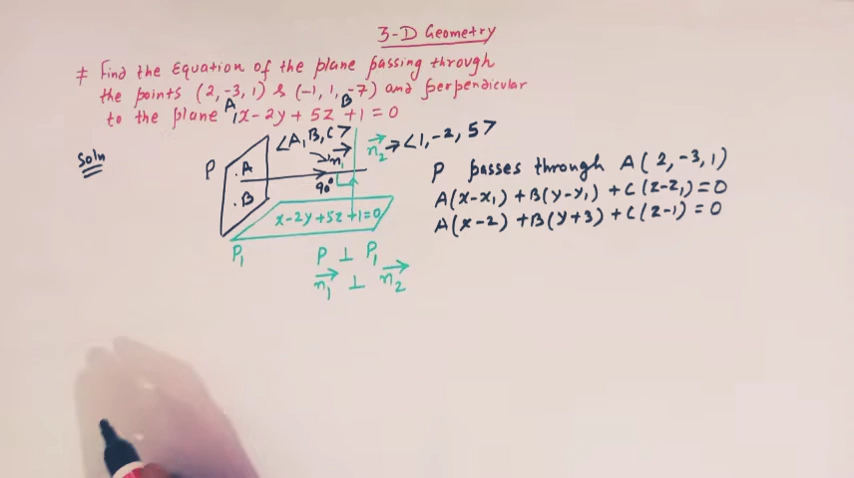 3-D Geometry
# Find the Equation of the plane passing through
the points (2,-3,1) & (-1,1,-7) and perpendicular
A B
to the plane x-2y+5z+1=0
Soln
<A,B,C>
n₁
n₂ → <1,-2,5>
P
.A
.B
90°
x-2y+5z+1=0
P₁
P ⊥ P₁
n₁ ⊥ n₂
P passes through A(2,-3,1)
A(x-x₁)+B(y-y₁)+C(z-z₁)=0
A(x-2)+B(y+3)+C(z-1)=0